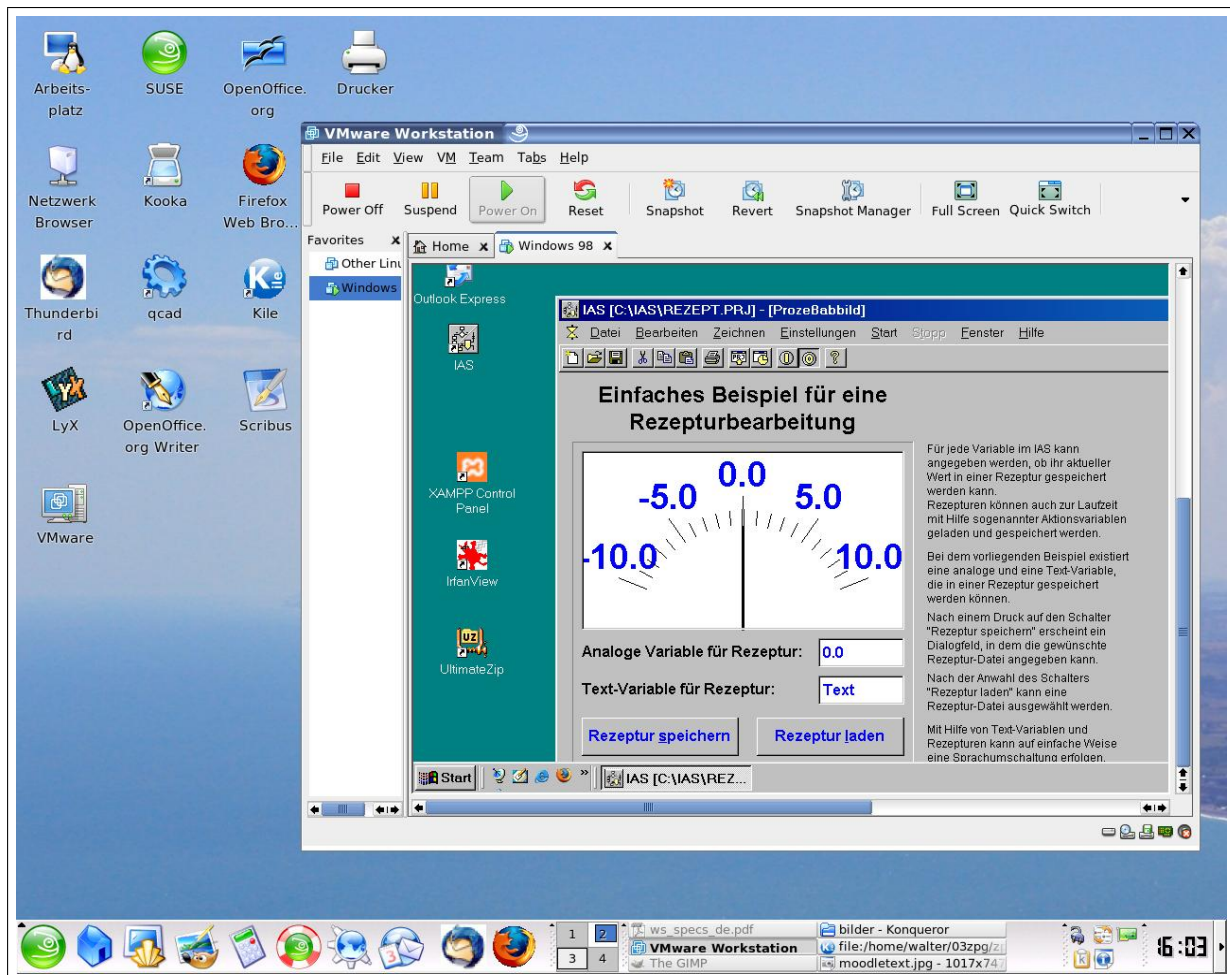 Arbeits-
platz
SUSE
OpenOffice.
org
Drucker
Netzwerk
Browser
Kooka
Firefox
Web Bro...
Thunderbi
rd
qcad
Kile
LyX
OpenOffice.
org Writer
Scribus
VMware
VMware Workstation
File Edit View VM Team Tabs Help
Power Off Suspend Power On Reset Snapshot Revert Snapshot Manager Full Screen Quick Switch
Favorites
Other Linu
Windows
Home Windows 98
Outlook Express
IAS
XAMPP Control
Panel
IrfanView
UltimateZip
IAS [C:\IAS\REZEPT.PRJ] - [Prozeßabbild]
Datei Bearbeiten Zeichnen Einstellungen Start Stopp Fenster Hilfe
Einfaches Beispiel für eine
Rezepturbearbeitung
-10.0 -5.0 0.0 5.0 10.0
Analoge Variable für Rezeptur: 0.0
Text-Variable für Rezeptur: Text
Rezeptur speichern Rezeptur laden
Für jede Variable im IAS kann
angegeben werden, ob ihr aktueller
Wert in einer Rezeptur gespeichert
werden kann.
Rezepturen können auch zur Laufzeit
mit Hilfe sogenannter Aktionsvariablen
geladen und gespeichert werden.
Bei dem vorliegenden Beispiel existiert
eine analoge und eine Text-Variable,
die in einer Rezeptur gespeichert
werden können.
Nach einem Druck auf den Schalter
"Rezeptur speichern" erscheint ein
Dialogfeld, in dem die gewünschte
Rezeptur-Datei angegeben kann.
Nach der Anwahl des Schalters
"Rezeptur laden" kann eine
Rezeptur-Datei ausgewählt werden.
Mit Hilfe von Text-Variablen und
Rezepturen kann auf einfache Weise
eine Sprachumschaltung erfolgen.
Start IAS [C:\IAS\REZ...
1 2
3 4
ws_specs_de.pdf
VMware Workstation
The GIMP
bilder - Konqueror
file:/home/walter/03zpg/z
moodletext.jpg - 1017x747
16:03